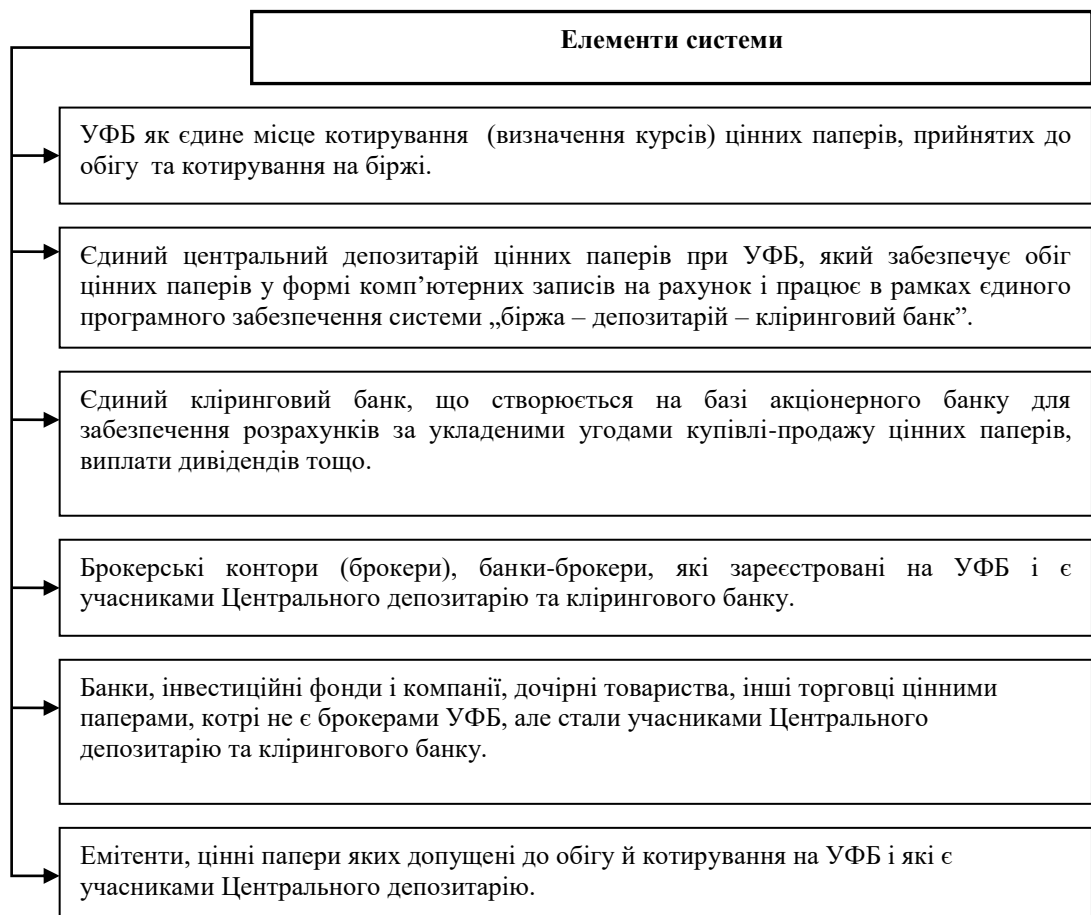 Елементи системи
УФБ як єдине місце котирування (визначення курсів) цінних паперів, прийнятих до
обігу та котирування на біржі.
Єдиний центральний депозитарій цінних паперів при УФБ, який забезпечує обіг
цінних паперів у формі комп’ютерних записів на рахунок і працює в рамках єдиного
програмного забезпечення системи „біржа – депозитарій – кліринговий банк”.
Єдиний кліринговий банк, що створюється на базі акціонерного банку для
забезпечення розрахунків за укладеними угодами купівлі-продажу цінних паперів,
виплати дивідендів тощо.
Брокерські контори (брокери), банки-брокери, які зареєстровані на УФБ і є
учасниками Центрального депозитарію та клірингового банку.
Банки, інвестиційні фонди і компанії, дочірні товариства, інші торговці цінними
паперами, котрі не є брокерами УФБ, але стали учасниками Центрального
депозитарію та клірингового банку.
Емітенти, цінні папери яких допущені до обігу й котирування на УФБ і які є
учасниками Центрального депозитарію.